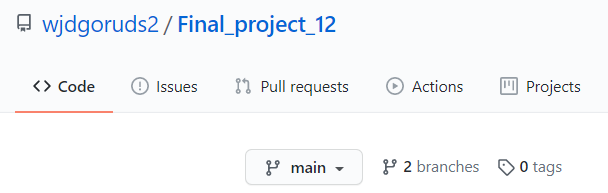 wjdgoruds2 / Final_project_12
Code Issues Pull requests Actions Projects
main 2 branches 0 tags